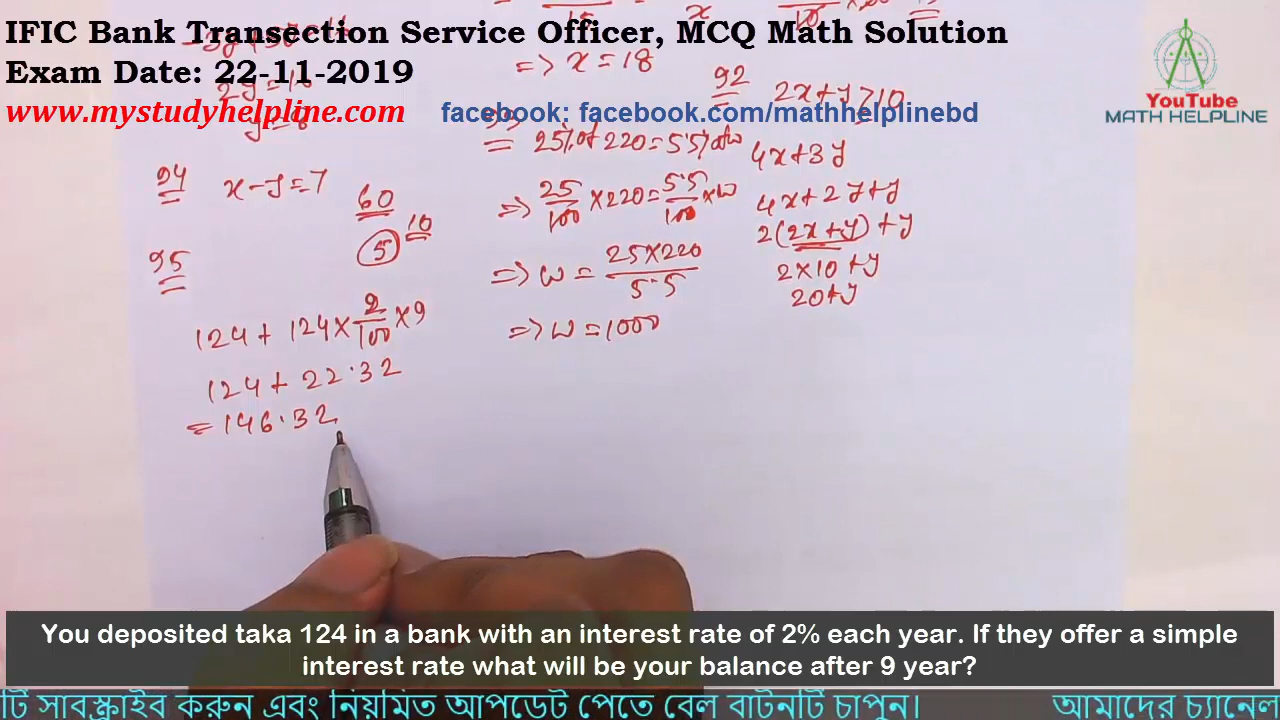 IFIC Bank Transection Service Officer, MCQ Math Solution
Exam Date: 22-11-2019
www.mystudyhelpline.com facebook: facebook.com/helplinebd
YouTube
MATH HELPLINE
=> x = 18
94
x - y = 7
60
10
5
95
124 + 124 × 2/100 × 9
124 + 22.32
= 146.32
25% of 220 = 5.5% of w
=> 25/100 × 220 = 5.5/100 × w
=> w = 25×220/5.5
=> w = 1000
92
2x + y > 10
4x + 3y
4x + 2y + y
2(2x + y) + y
2×10 + y
20 + y
You deposited taka 124 in a bank with an interest rate of 2% each year. If they offer a simple
interest rate what will be your balance after 9 year?
টি সাবস্ক্রাইব করুন এবং নিয়মিত আপডেট পেতে বেল বাটনটি চাপুন। আমাদের চ্যানেল